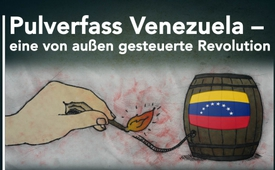 Pulverfass Venezuela –
eine von außen gesteuerte Revolution